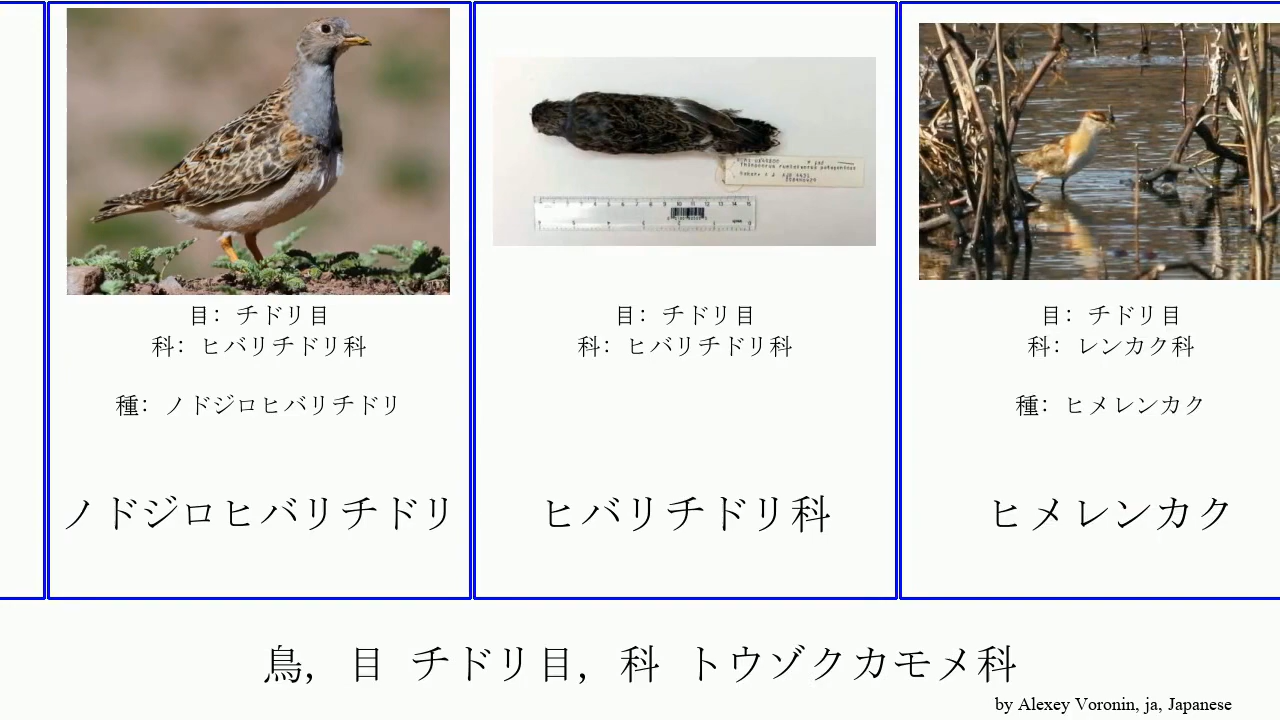 目: チドリ目
科: ヒバリチドリ科
種: ノドジロヒバリチドリ
ノドジロヒバリチドリ
目: チドリ目
科: ヒバリチドリ科
ヒバリチドリ科
目: チドリ目
科: レンカク科
種: ヒメレンカク
ヒメレンカク
鳥, 目 チドリ目, 科 トウゾクカモメ科
by Alexey Voronin, ja, Japanese